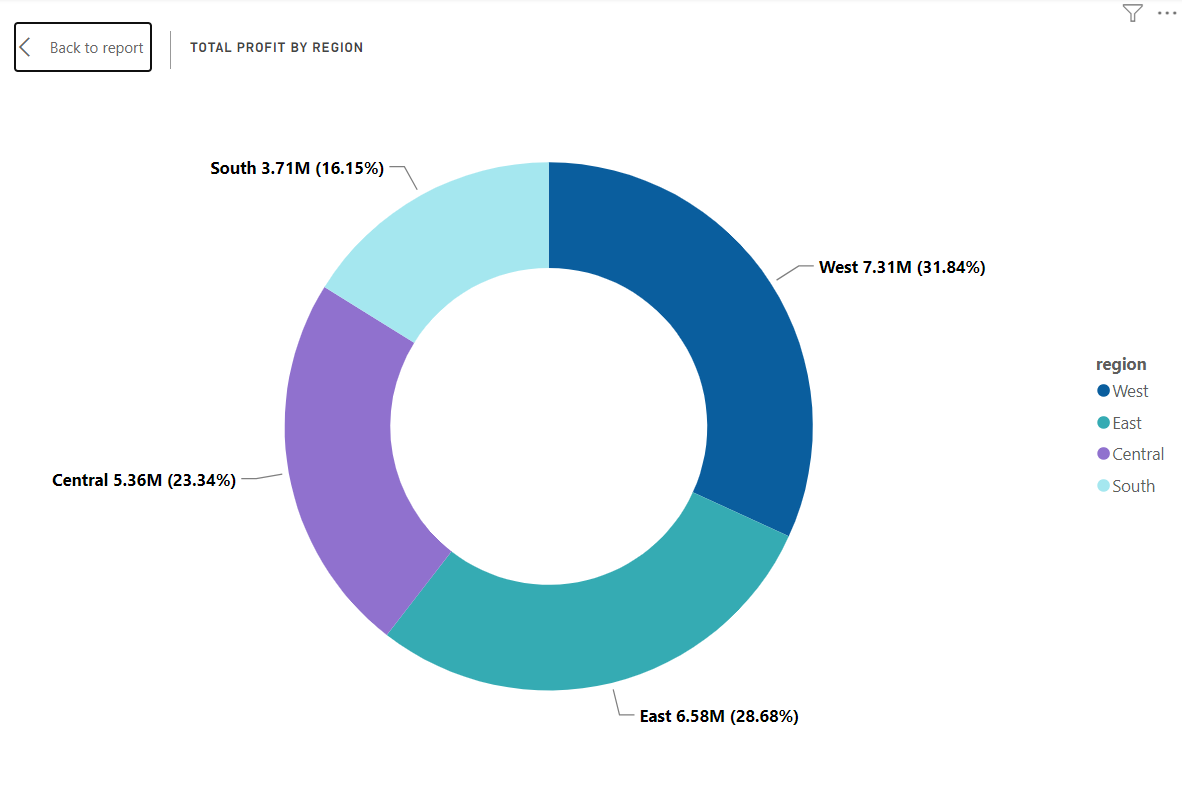 Back to report
TOTAL PROFIT BY REGION
South 3.71M (16.15%)
West 7.31M (31.84%)
Central 5.36M (23.34%)
East 6.58M (28.68%)
region
West
East
Central
South